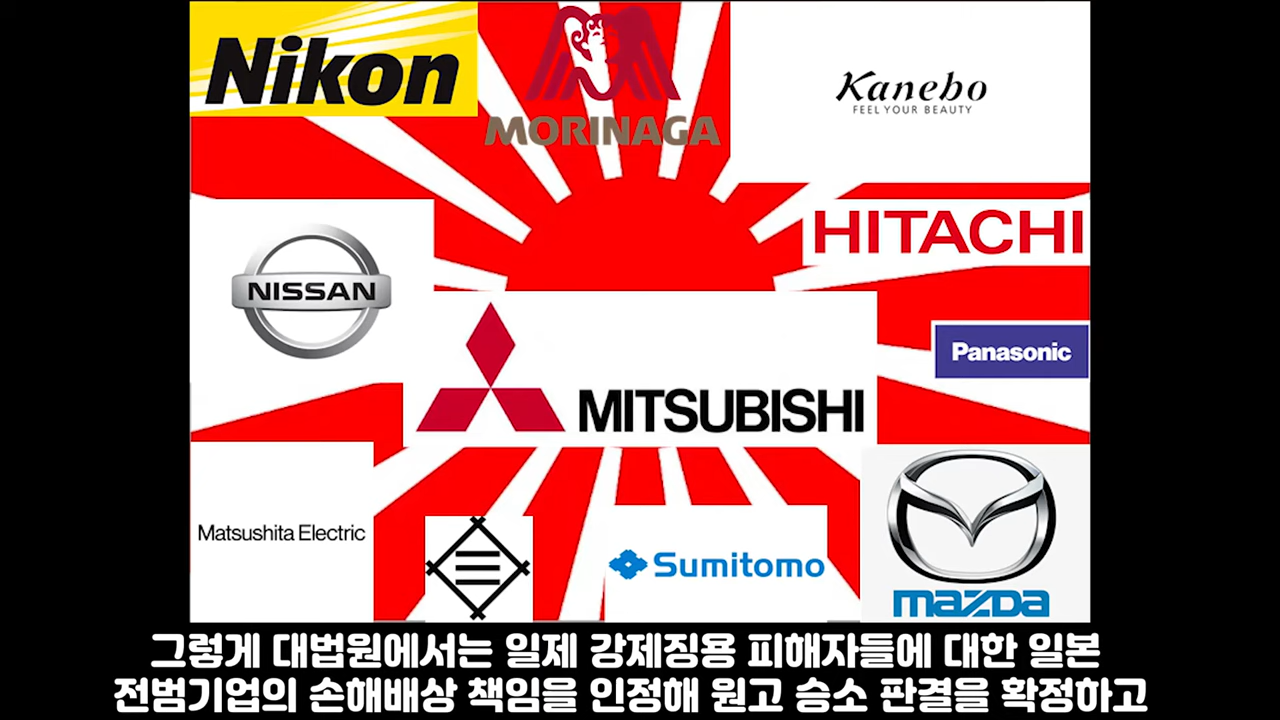 Nikon
MORINAGA
Kanebo
FEEL YOUR BEAUTY
HITACHI
NISSAN
Panasonic
MITSUBISHI
Matsushita Electric
Sumitomo
mazda
그렇게 대법원에서는 일제 강제징용 피해자들에 대한 일본
전범기업의 손해배상 책임을 인정해 원고 승소 판결을 확정하고